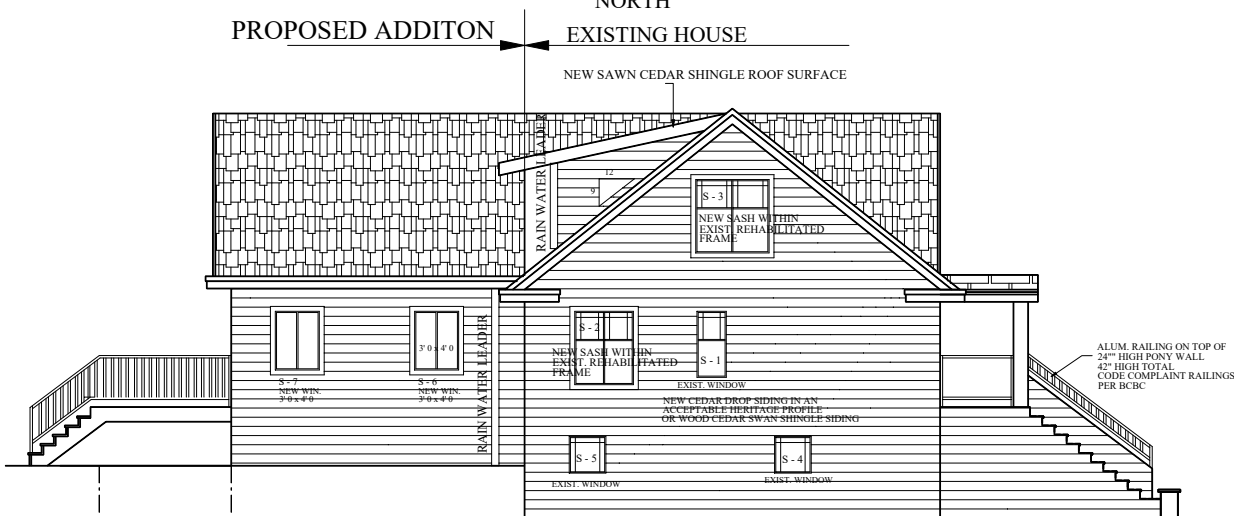 NORTH
PROPOSED ADDITON
EXISTING HOUSE
NEW SAWN CEDAR SHINGLE ROOF SURFACE
RAIN WATER LEADER
12
9
S - 3
NEW SASH WITHIN
EXIST. REHABILITATED
FRAME
S - 7
NEW WIN.
3' 0 x 4' 0
3' 0 x 4' 0
S - 6
NEW WIN.
3' 0 x 4' 0
RAIN WATER LEADER
S - 2
NEW SASH WITHIN
EXIST. REHABILITATED
FRAME
S - 1
EXIST. WINDOW
NEW CEDAR DROP SIDING IN AN
ACCEPTABLE HERITAGE PROFILE
OR WOOD CEDAR SWAN SHINGLE SIDING
ALUM. RAILING ON TOP OF
24"" HIGH PONY WALL
42" HIGH TOTAL
CODE COMPLAINT RAILINGS
PER BCBC
S - 5
EXIST. WINDOW
S - 4
EXIST. WINDOW